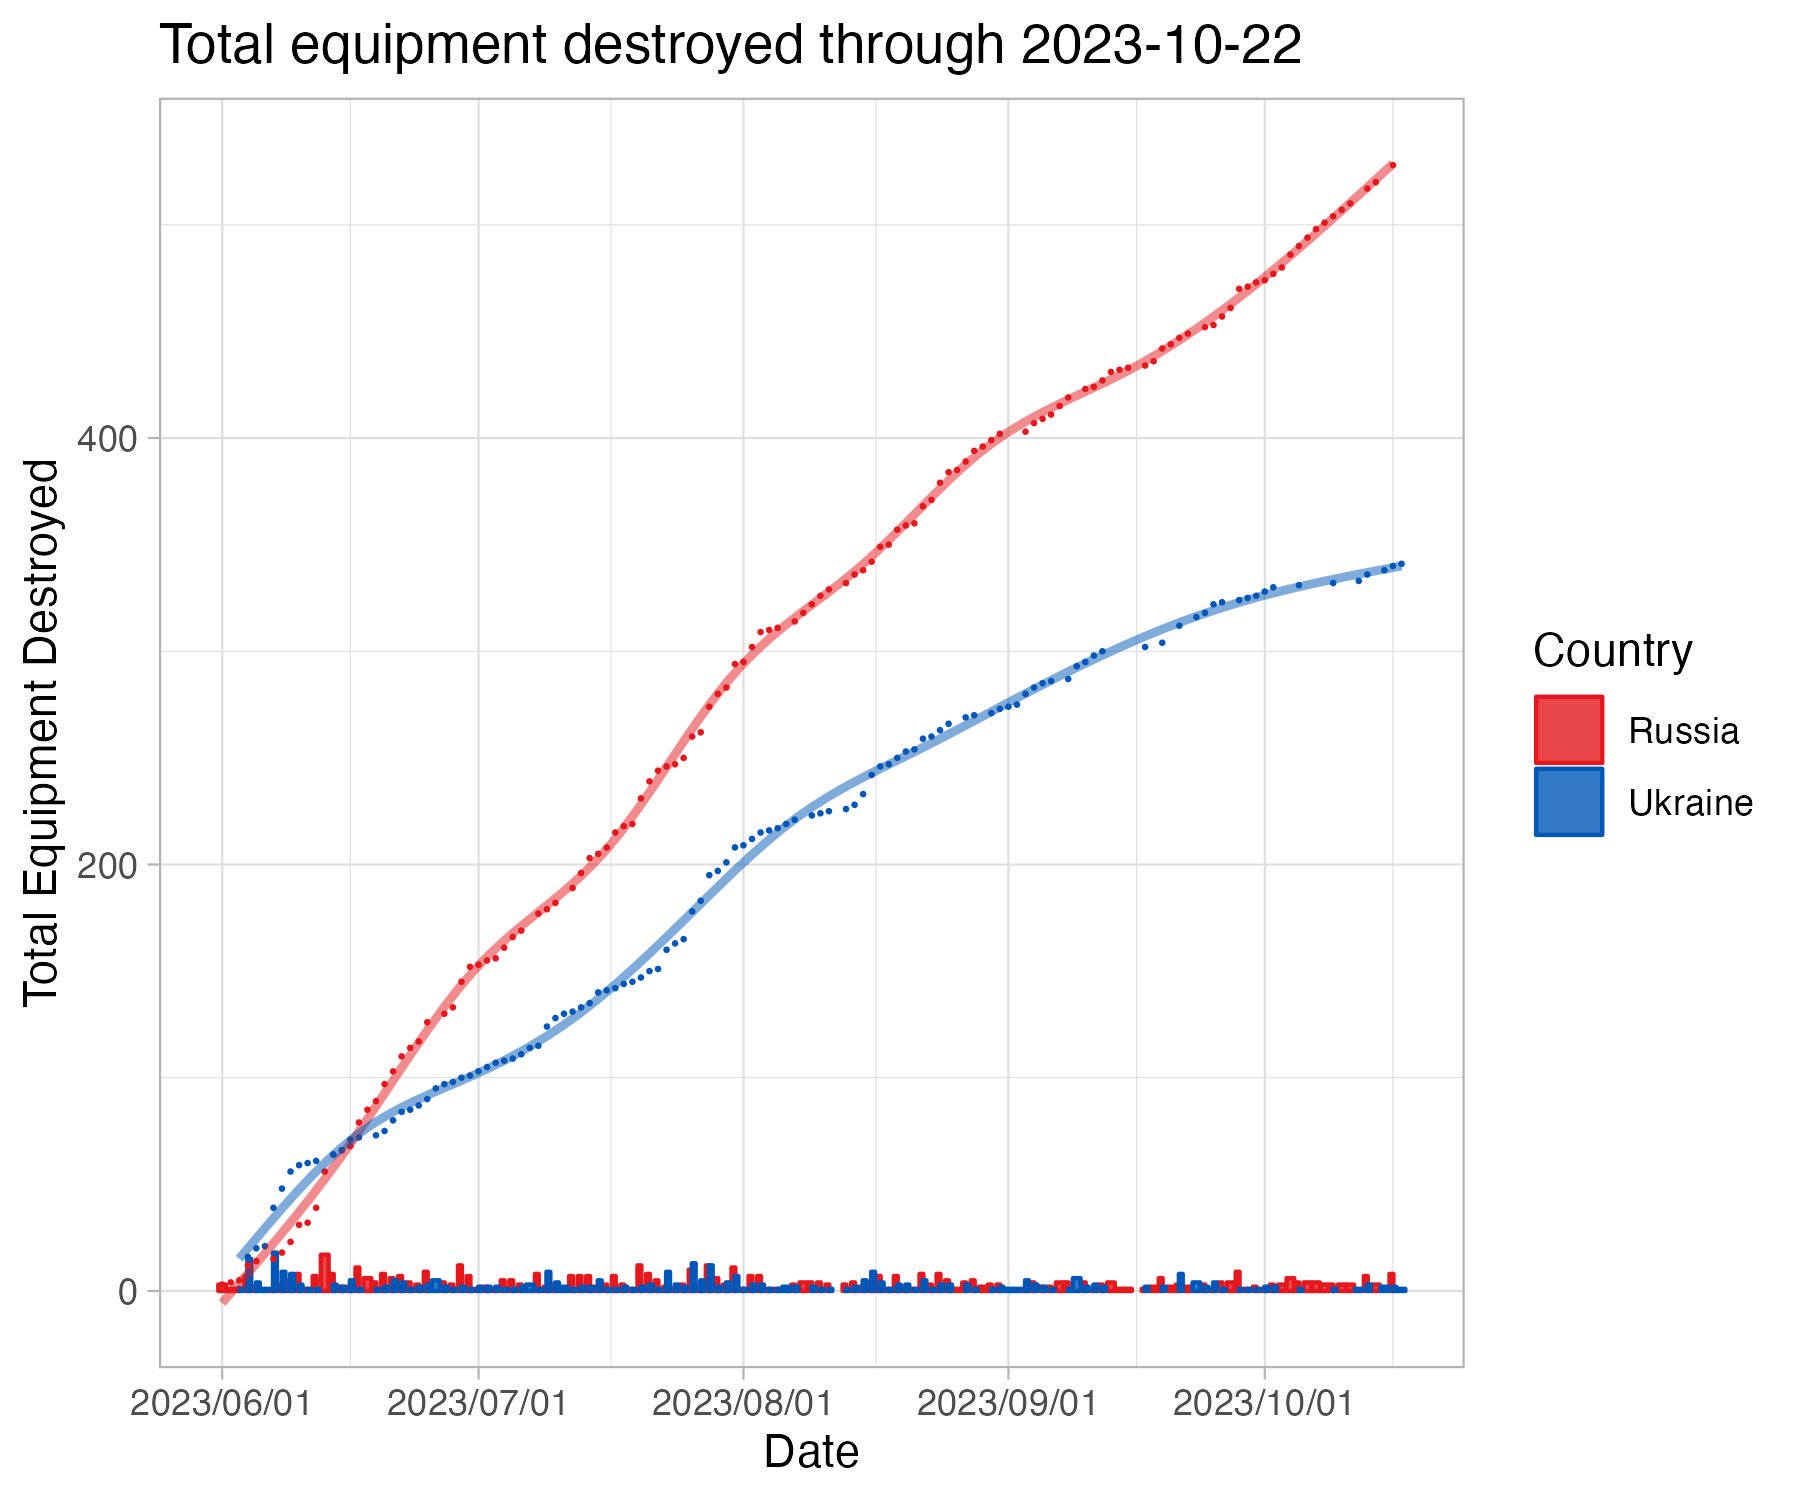 Total equipment destroyed through 2023-10-22
Total Equipment Destroyed
400
200
0
2023/06/01 2023/07/01 2023/08/01 2023/09/01 2023/10/01
Date
Country
Russia
Ukraine